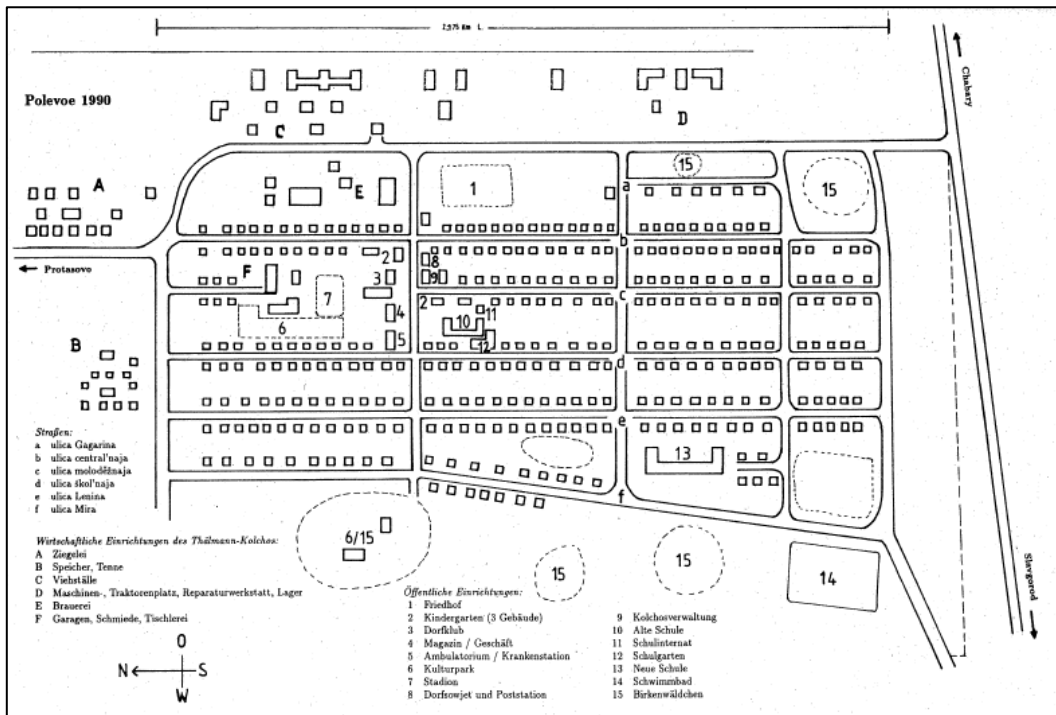 1,975 km L.
Polevoe 1990
Chabary
C
D
A
E
1
15
15
a
b
Protasovo
F
2
8
3
9
7
c
2
11
4
10
6
5
12
B
d
e
13
f
6/15
15
15
14
Slavgorod
Straßen:
a ulica Gagarina
b ulica central'naja
c ulica molodëžnaja
d ulica škol'naja
e ulica Lenina
f ulica Mira
Wirtschaftliche Einrichtungen des Thälmann-Kolchos:
A Ziegelei
B Speicher, Tenne
C Viehställe
D Maschinen-, Traktorenplatz, Reparaturwerkstatt, Lager
E Brauerei
F Garagen, Schmiede, Tischlerei
O
N S
W
Öffentliche Einrichtungen:
1 Friedhof
2 Kindergarten (3 Gebäude)
3 Dorfklub
4 Magazin / Geschäft
5 Ambulatorium / Krankenstation
6 Kulturpark
7 Stadion
8 Dorfsowjet und Poststation
9 Kolchosverwaltung
10 Alte Schule
11 Schulinternat
12 Schulgarten
13 Neue Schule
14 Schwimmbad
15 Birkenwäldchen